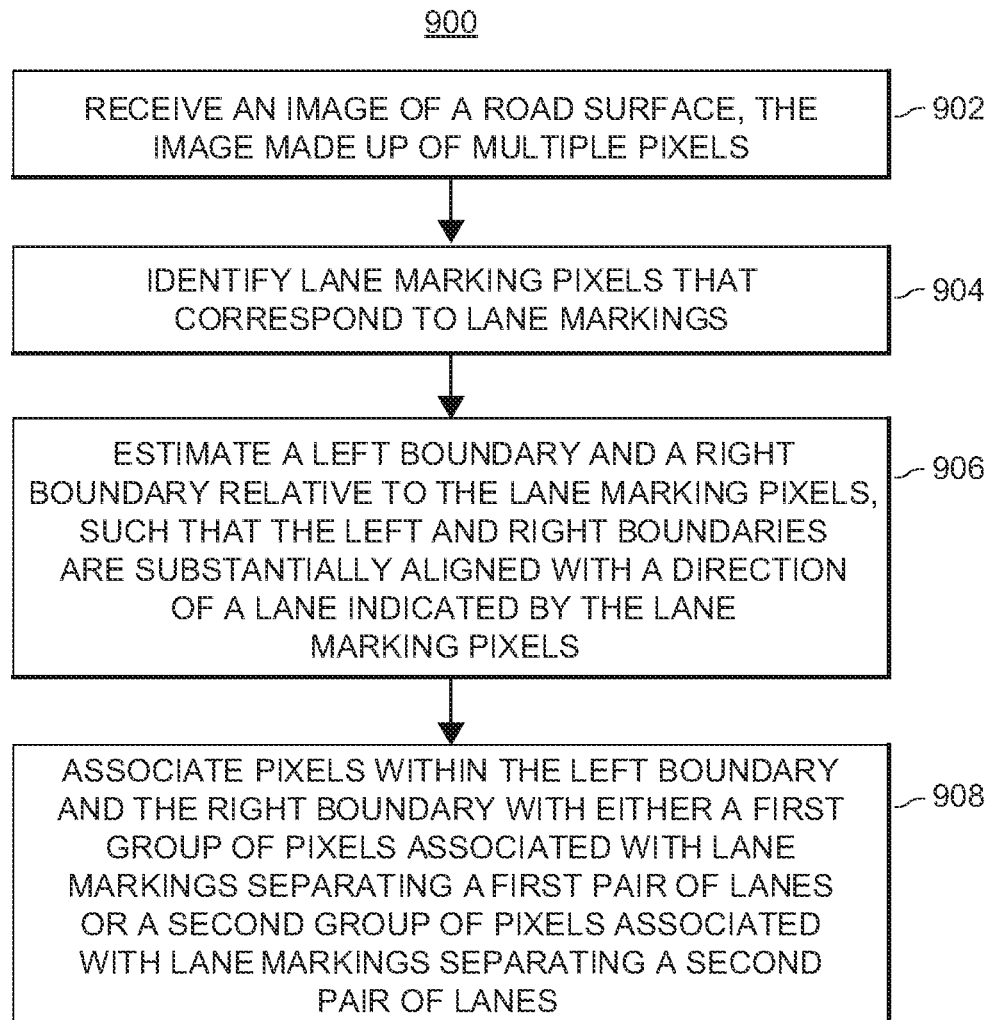 900
RECEIVE AN IMAGE OF A ROAD SURFACE, THE
IMAGE MADE UP OF MULTIPLE PIXELS
902
IDENTIFY LANE MARKING PIXELS THAT
CORRESPOND TO LANE MARKINGS
904
ESTIMATE A LEFT BOUNDARY AND A RIGHT
BOUNDARY RELATIVE TO THE LANE MARKING PIXELS,
SUCH THAT THE LEFT AND RIGHT BOUNDARIES
ARE SUBSTANTIALLY ALIGNED WITH A DIRECTION
OF A LANE INDICATED BY THE LANE
MARKING PIXELS
906
ASSOCIATE PIXELS WITHIN THE LEFT BOUNDARY
AND THE RIGHT BOUNDARY WITH EITHER A FIRST
GROUP OF PIXELS ASSOCIATED WITH LANE
MARKINGS SEPARATING A FIRST PAIR OF LANES
OR A SECOND GROUP OF PIXELS ASSOCIATED
WITH LANE MARKINGS SEPARATING A SECOND
PAIR OF LANES
908